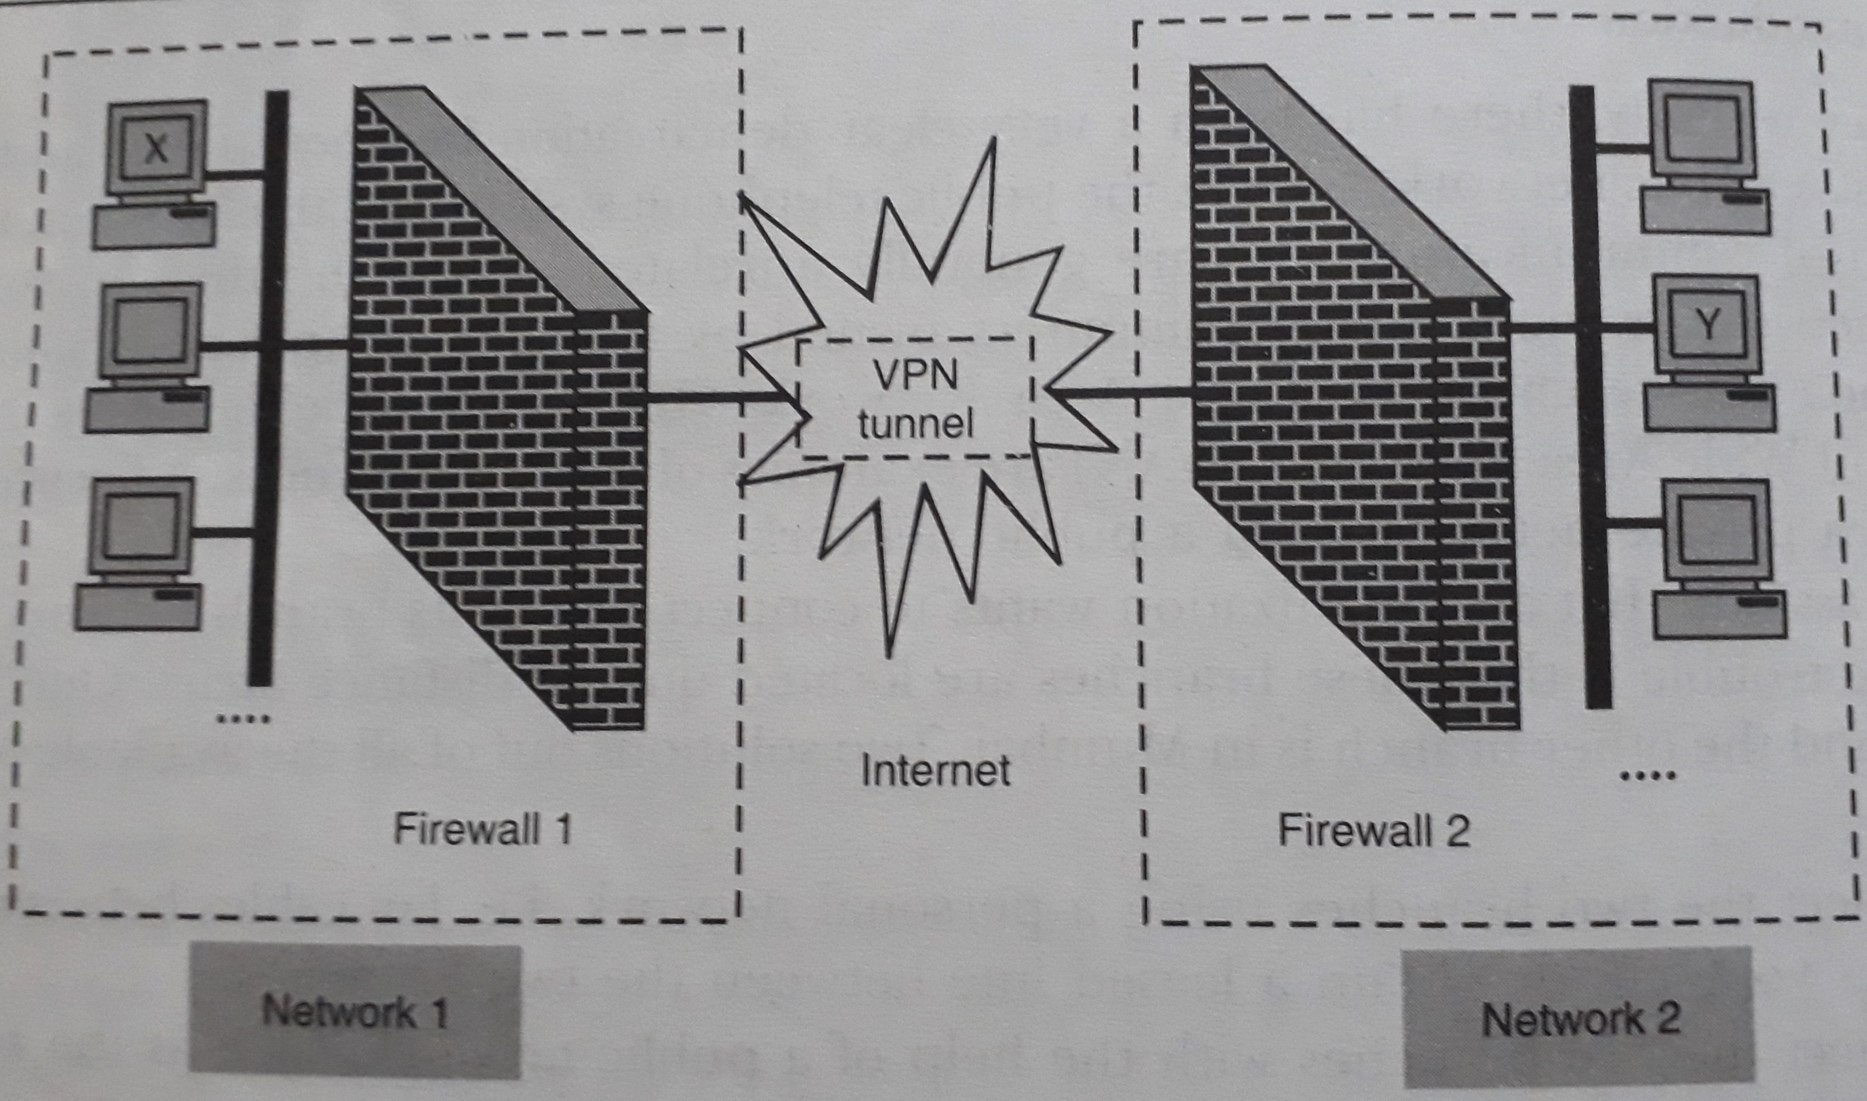 X
Y
VPN
tunnel
Internet
Firewall 1
Firewall 2
....
....
Network 1
Network 2